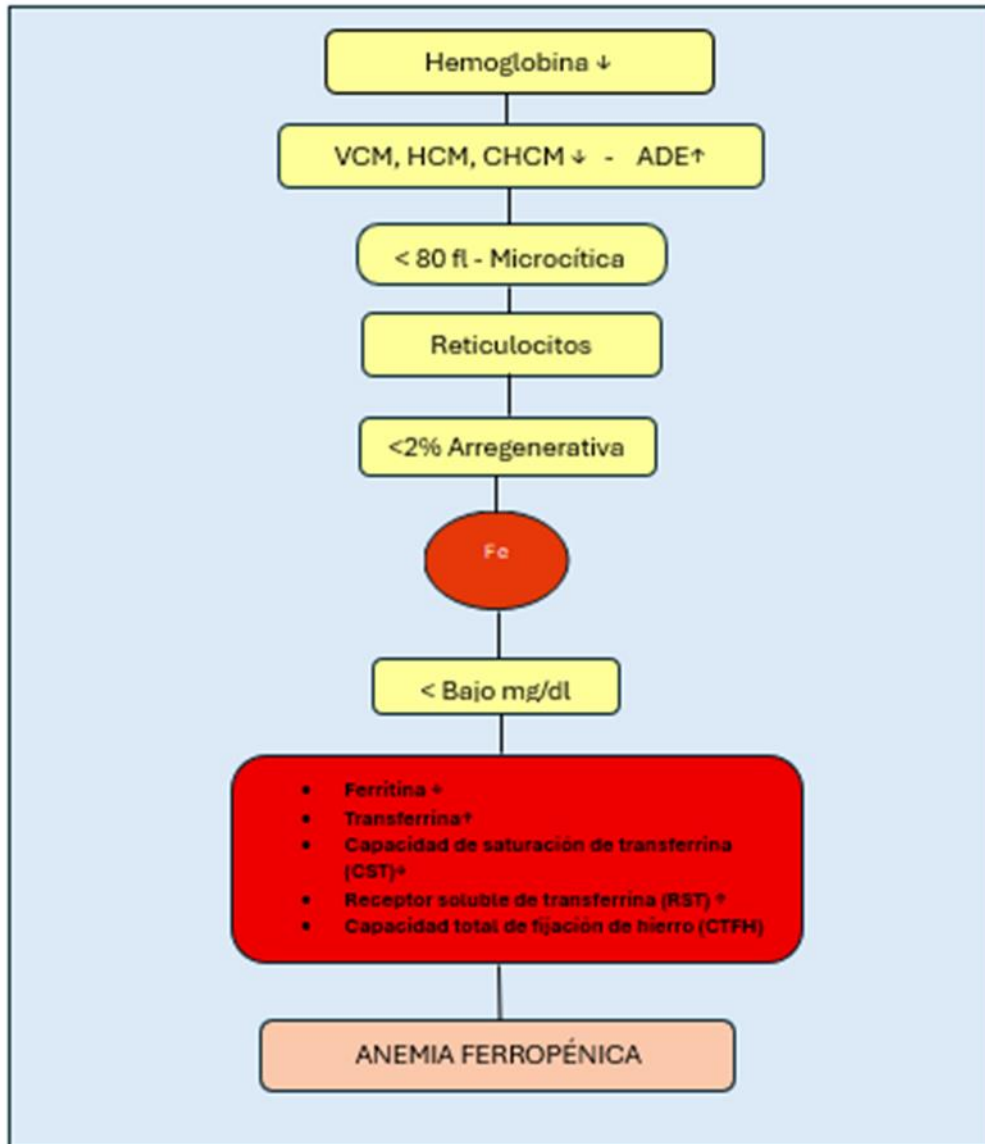 Hemoglobina ↓
VCM, HCM, CHCM ↓ - ADE↑
< 80 fl - Microcítica
Reticulocitos
<2% Arregenerativa
Fe
< Bajo mg/dl
• Ferritina ↓
• Transferrina↑
• Capacidad de saturación de transferrina
(CST)↓
• Receptor soluble de transferrina (RST) ↑
• Capacidad total de fijación de hierro (CTFH)
ANEMIA FERROPÉNICA